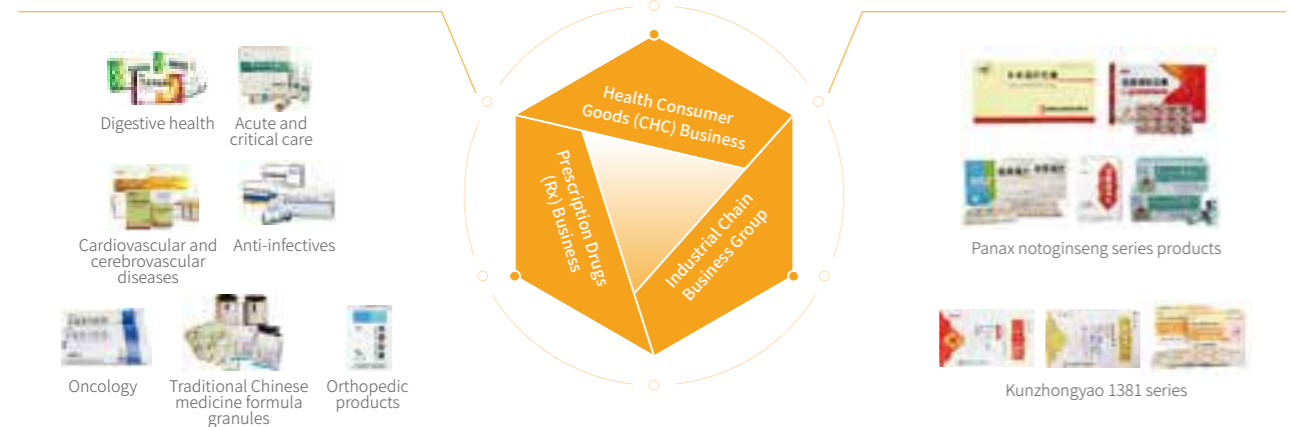 Digestive health
Acute and
critical care
Cardiovascular and
cerebrovascular
diseases
Anti-infectives
Oncology
Traditional Chinese
medicine formula
granules
Orthopedic
products
Health Consumer
Goods (CHC) Business
Prescription Drugs
(Rx) Business
Industrial Chain
Business Group
Panax notoginseng series products
Kunzhongyao 1381 series